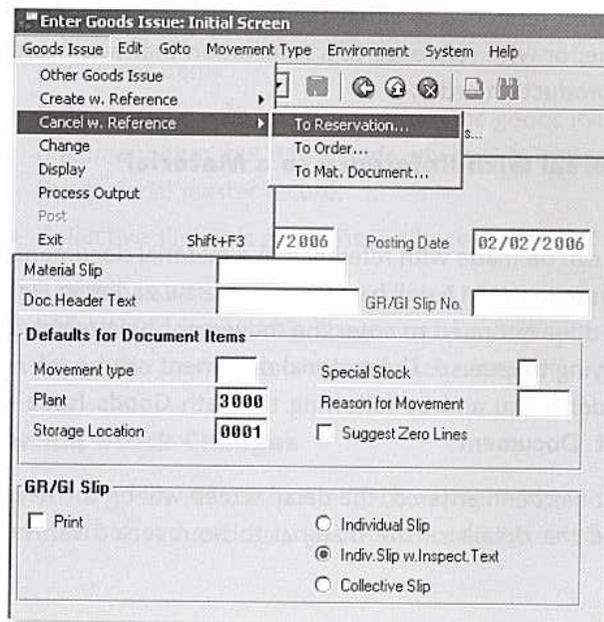 Enter Goods Issue: Initial Screen
Goods Issue Edit Goto Movement Type Environment System Help
Other Goods Issue
Create w. Reference
Cancel w. Reference
Change
Display
Process Output
Post
Exit Shift+F3
To Reservation...
To Order...
To Mat. Document...
s...
/2006 Posting Date 02/02/2006
Material Slip
Doc.Header Text GR/GI Slip No.
Defaults for Document Items
Movement type Special Stock
Plant 3000 Reason for Movement
Storage Location 0001 Suggest Zero Lines
GR/GI Slip
Print
Individual Slip
Indiv.Slip w.Inspect.Text
Collective Slip